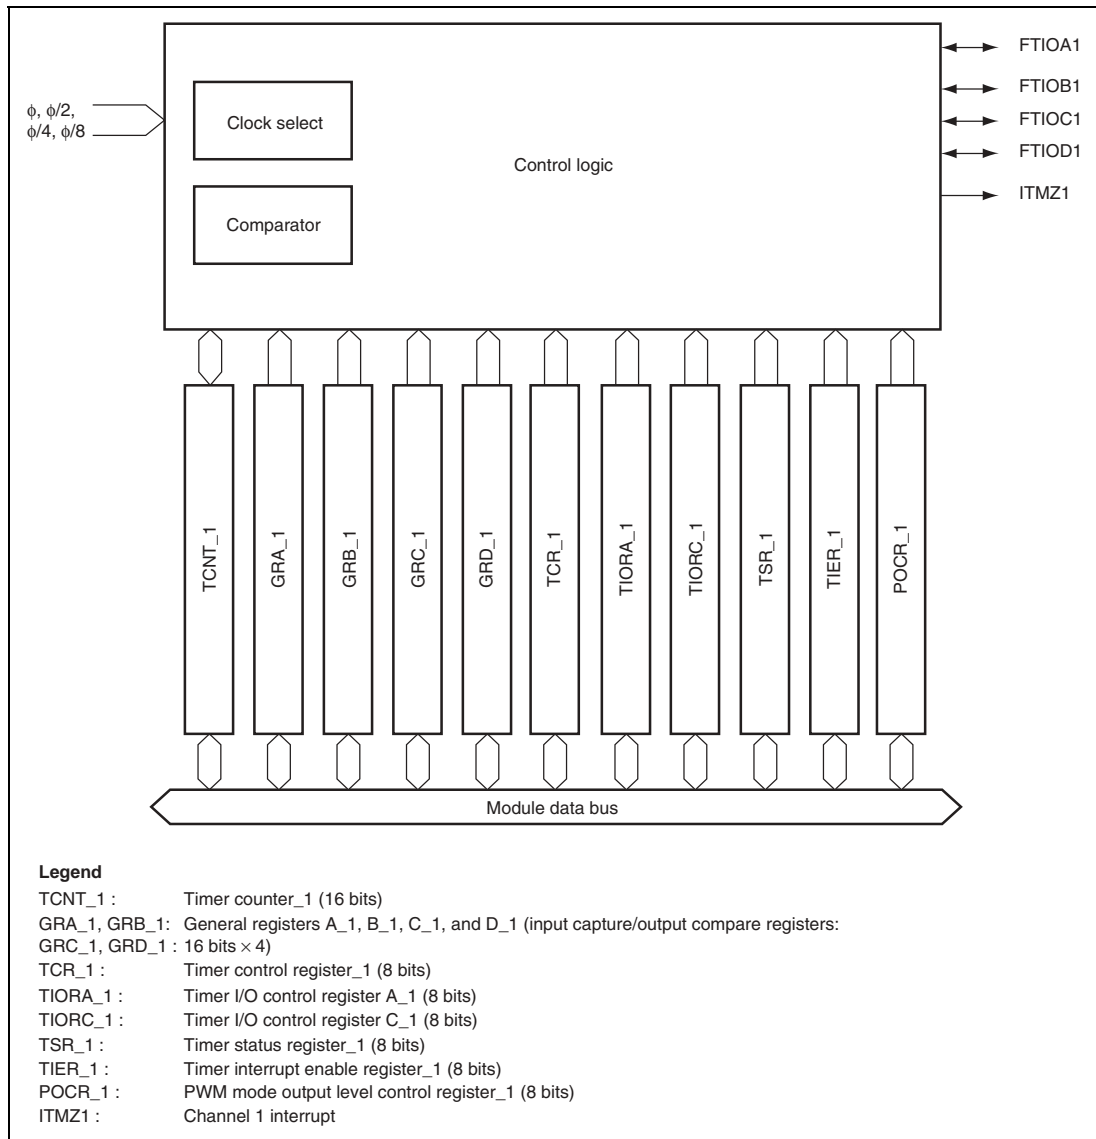 FTIOA1
φ, φ/2,
φ/4, φ/8
Clock select
Comparator
Control logic
FTIOB1
FTIOC1
FTIOD1
ITMZ1
TCNT_1
GRA_1
GRB_1
GRC_1
GRD_1
TCR_1
TIORA_1
TIORC_1
TSR_1
TIER_1
POCR_1
Module data bus
Legend
TCNT_1 : Timer counter_1 (16 bits)
GRA_1, GRB_1: General registers A_1, B_1, C_1, and D_1 (input capture/output compare registers:
GRC_1, GRD_1 : 16 bits × 4)
TCR_1 : Timer control register_1 (8 bits)
TIORA_1 : Timer I/O control register A_1 (8 bits)
TIORC_1 : Timer I/O control register C_1 (8 bits)
TSR_1 : Timer status register_1 (8 bits)
TIER_1 : Timer interrupt enable register_1 (8 bits)
POCR_1 : PWM mode output level control register_1 (8 bits)
ITMZ1 : Channel 1 interrupt